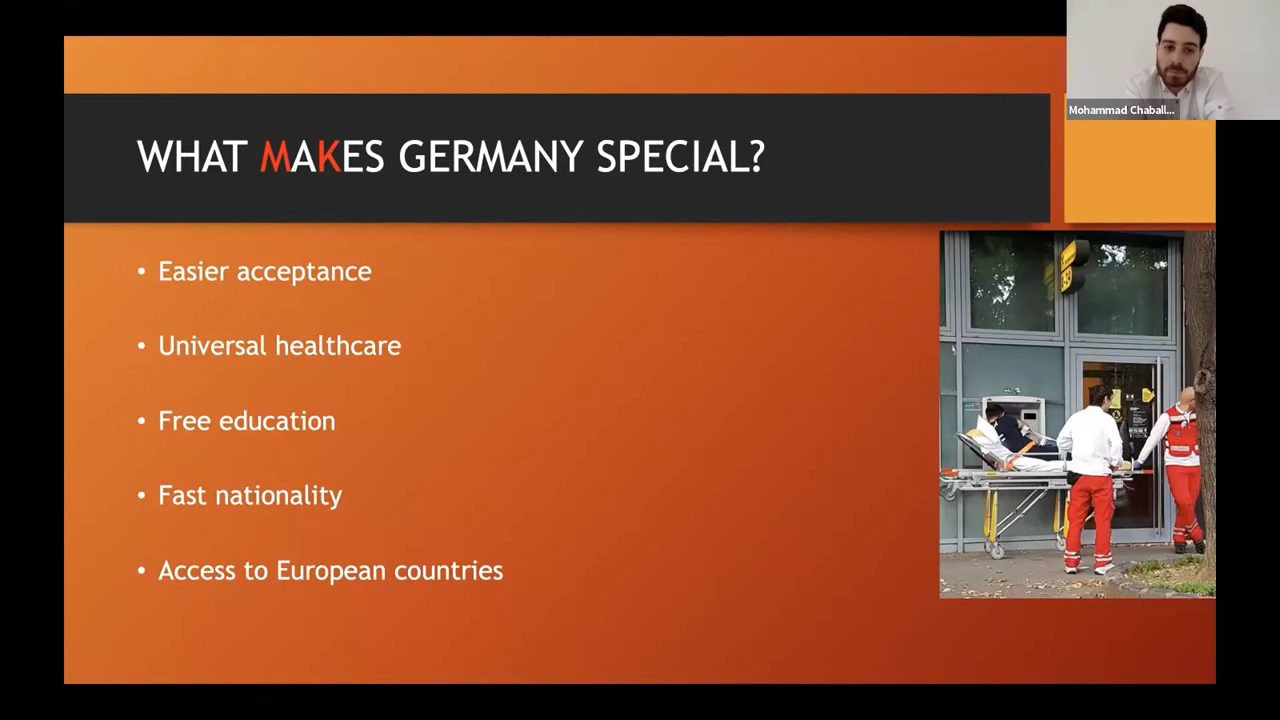 Mohammad Chaball...
WHAT MAKES GERMANY SPECIAL?
• Easier acceptance
• Universal healthcare
• Free education
• Fast nationality
• Access to European countries